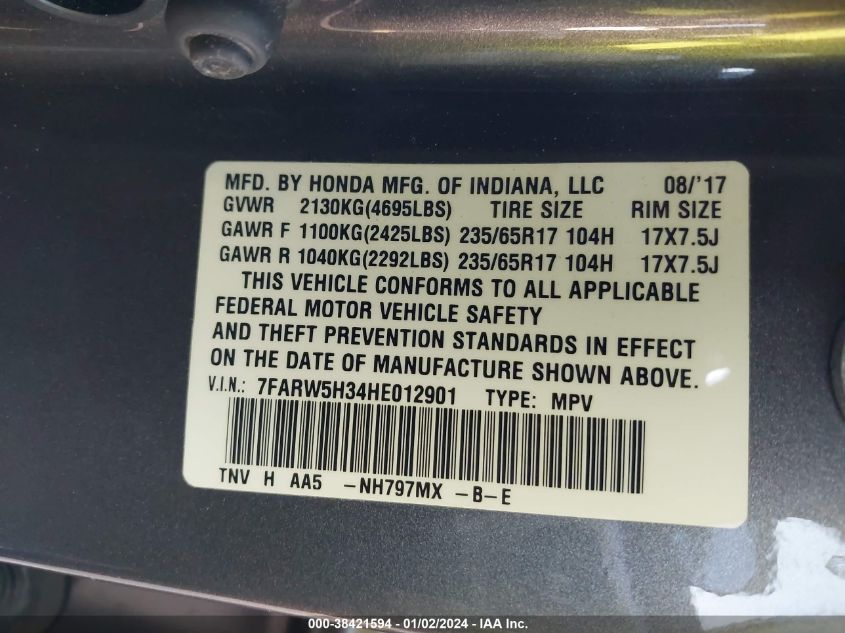 MFD. BY HONDA MFG. OF INDIANA, LLC 08/'17
GVWR 2130KG(4695LBS) TIRE SIZE RIM SIZE
GAWR F 1100KG(2425LBS) 235/65R17 104H 17X7.5J
GAWR R 1040KG(2292LBS) 235/65R17 104H 17X7.5J
THIS VEHICLE CONFORMS TO ALL APPLICABLE
FEDERAL MOTOR VEHICLE SAFETY
AND THEFT PREVENTION STANDARDS IN EFFECT
ON THE DATE OF MANUFACTURE SHOWN ABOVE.
V.I.N.: 7FARW5H34HE012901 TYPE: MPV
TNV H AA5 -NH797MX -B-E
000-38421594 - 01/02/2024 - IAA Inc.